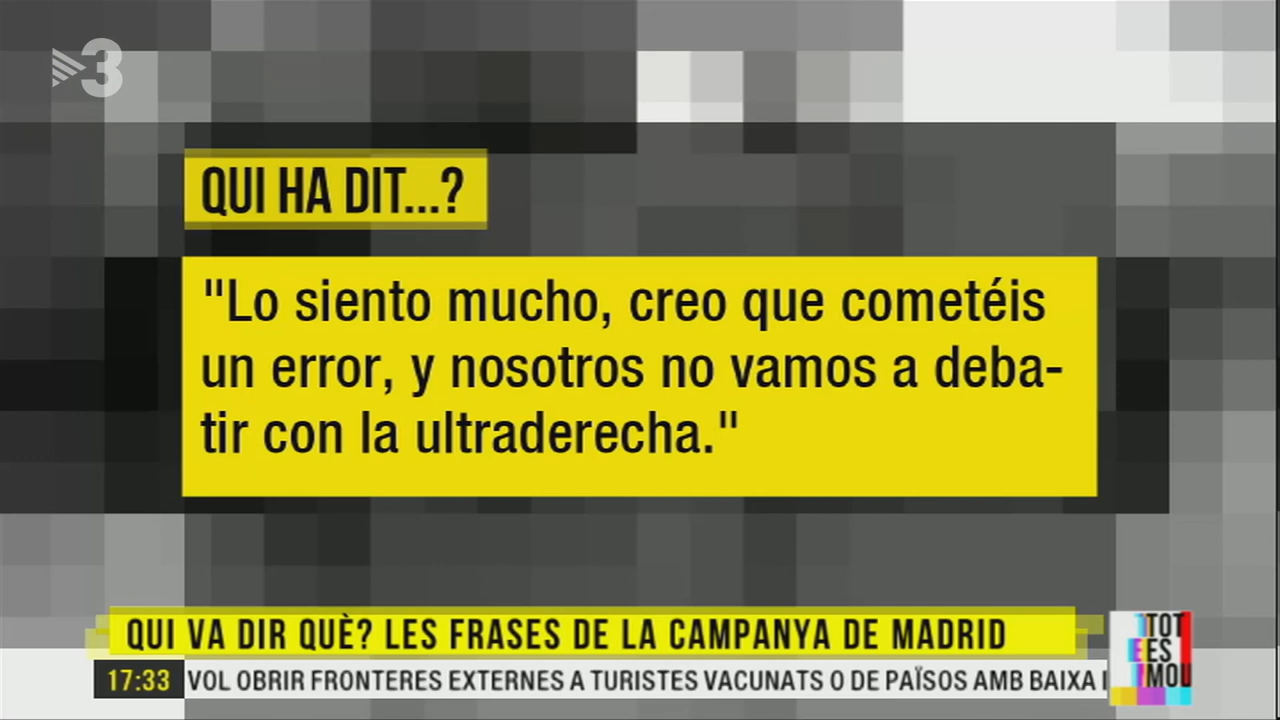 3
QUI HA DIT...?
"Lo siento mucho, creo que cometéis
un error, y nosotros no vamos a deba-
tir con la ultraderecha."
QUI VA DIR QUÈ? LES FRASES DE LA CAMPANYA DE MADRID
17:33 VOL OBRIR FRONTERES EXTERNES A TURISTES VACUNATS O DE PAÏSOS AMB BAIXA
TOT
ES
MOU